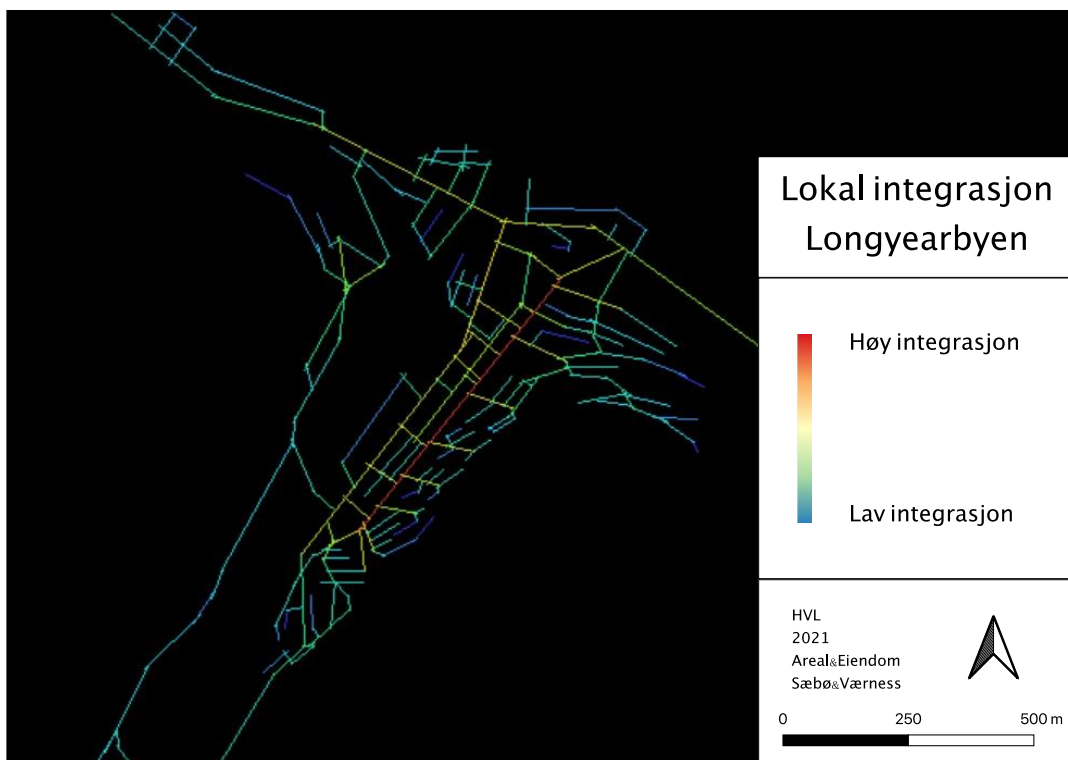 Lokal integrasjon
Longyearbyen
Høy integrasjon
Lav integrasjon
HVL
2021
Areal&Eiendom
Sæbø&Værness
0 250 500 m